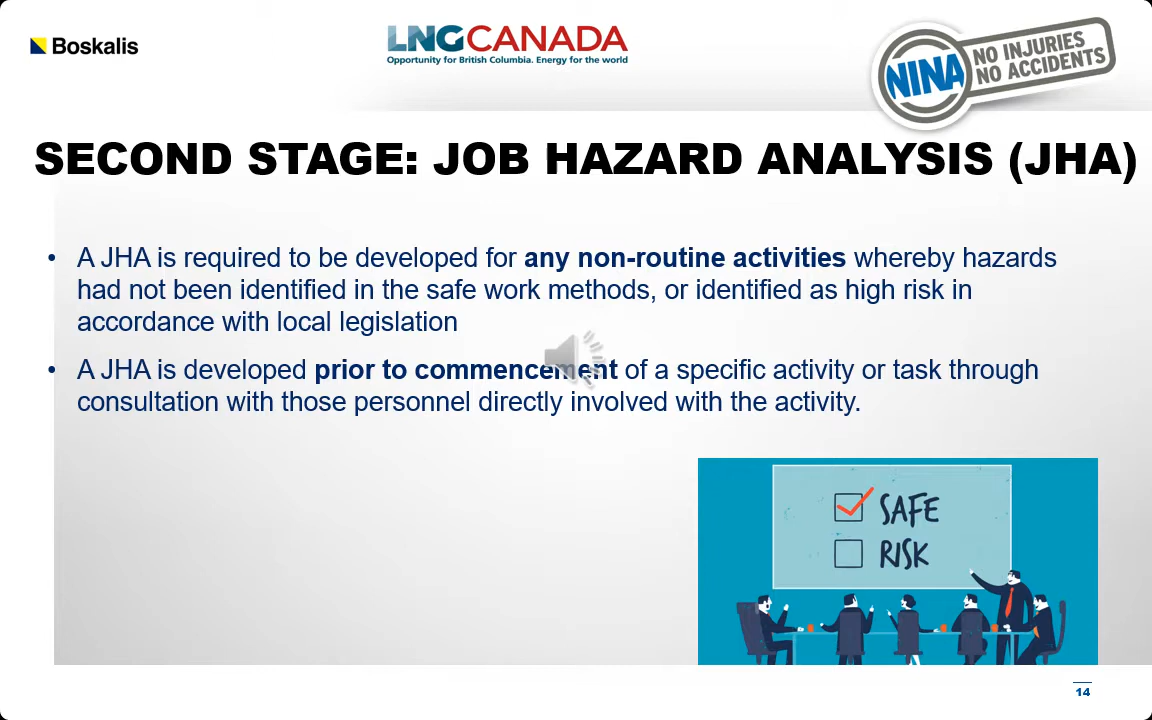 Boskalis
LNGCANADA
Opportunity for British Columbia. Energy for the world
NINA
NO INJURIES
NO ACCIDENTS
SECOND STAGE: JOB HAZARD ANALYSIS (JHA)
• A JHA is required to be developed for any non-routine activities whereby hazards
had not been identified in the safe work methods, or identified as high risk in
accordance with local legislation
• A JHA is developed prior to commencement of a specific activity or task through
consultation with those personnel directly involved with the activity.
SAFE
RISK
14